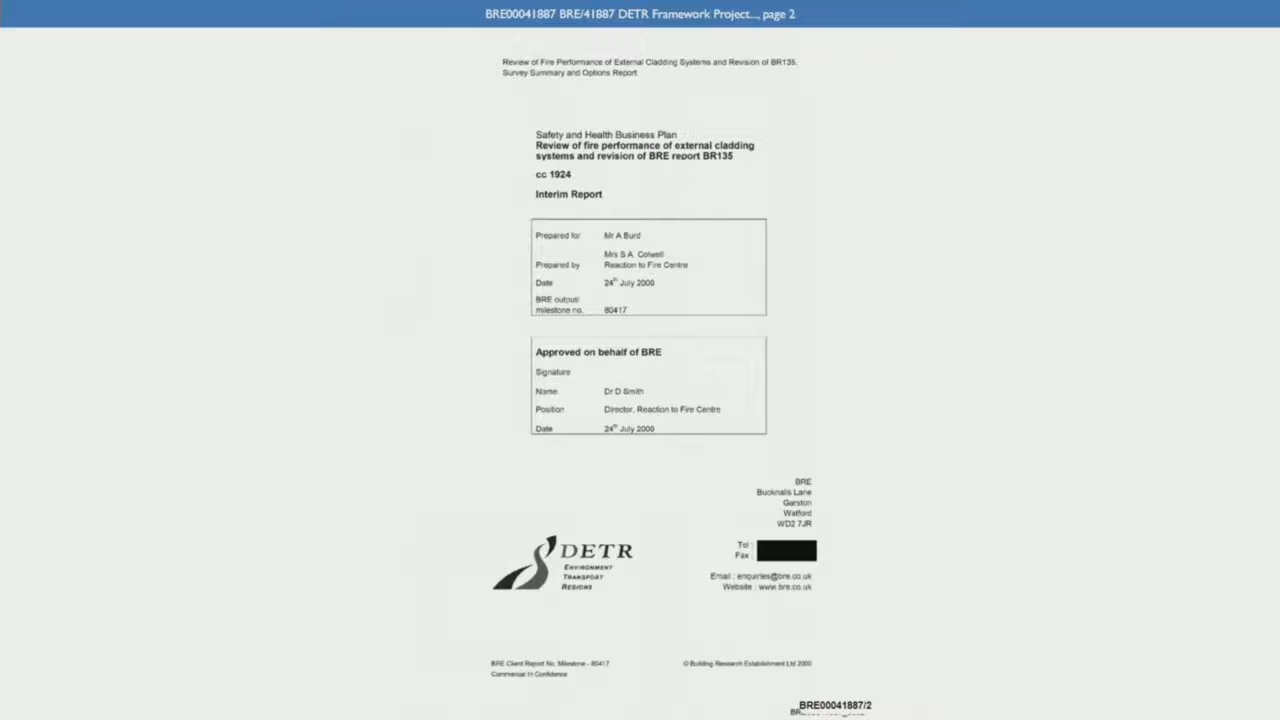 BRE00041887 BRE/41887 DETR Framework Project..., page 2
Review of Fire Performance of External Cladding Systems and Revision of BR135.
Survey Summary and Options Report
Safety and Health Business Plan
Review of fire performance of external cladding
systems and revision of BRE report BR135
cc 1924
Interim Report
Prepared for Mr A Burd
Mrs S A. Colwell
Prepared by Reaction to Fire Centre
Date 24th July 2000
BRE output/
milestone no. 80417
Approved on behalf of BRE
Signature
Name Dr D Smith
Position Director, Reaction to Fire Centre
Date 24th July 2000
BRE
Bucknalls Lane
Garston
Watford
WD2 7JR
Tel :
Fax :
Email : enquiries@bre.co.uk
Website : www.bre.co.uk
DETR
ENVIRONMENT
TRANSPORT
REGIONS
BRE Client Report No. Milestone - 80417
Commercial In Confidence
© Building Research Establishment Ltd 2000
BRE00041887/2